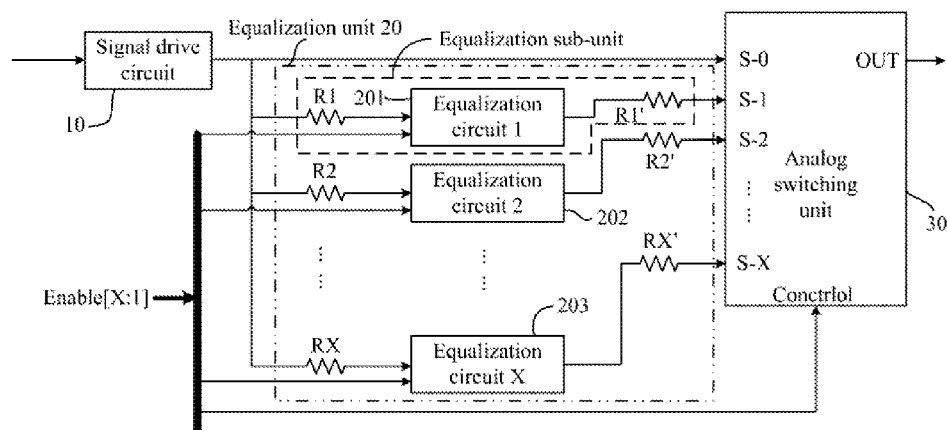 Equalization unit 20
Equalization sub-unit
Signal drive
circuit
10
S-0
OUT
R1
201
Equalization
circuit 1
R1'
S-1
R2
Equalization
circuit 2
202
R2'
S-2
Analog
switching
unit
30
RX'
S-X
Enable[X:1]
Conctrlol
203
RX
Equalization
circuit X